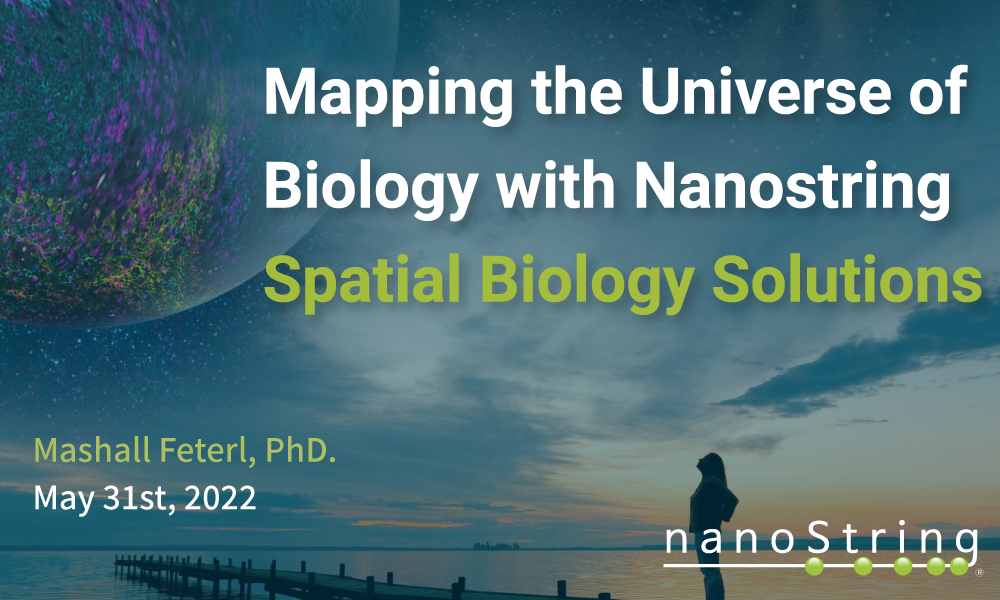 Mapping the Universe of
Biology with Nanostring
Spatial Biology Solutions
Mashall Feterl, PhD.
May 31st, 2022
nanoString
®